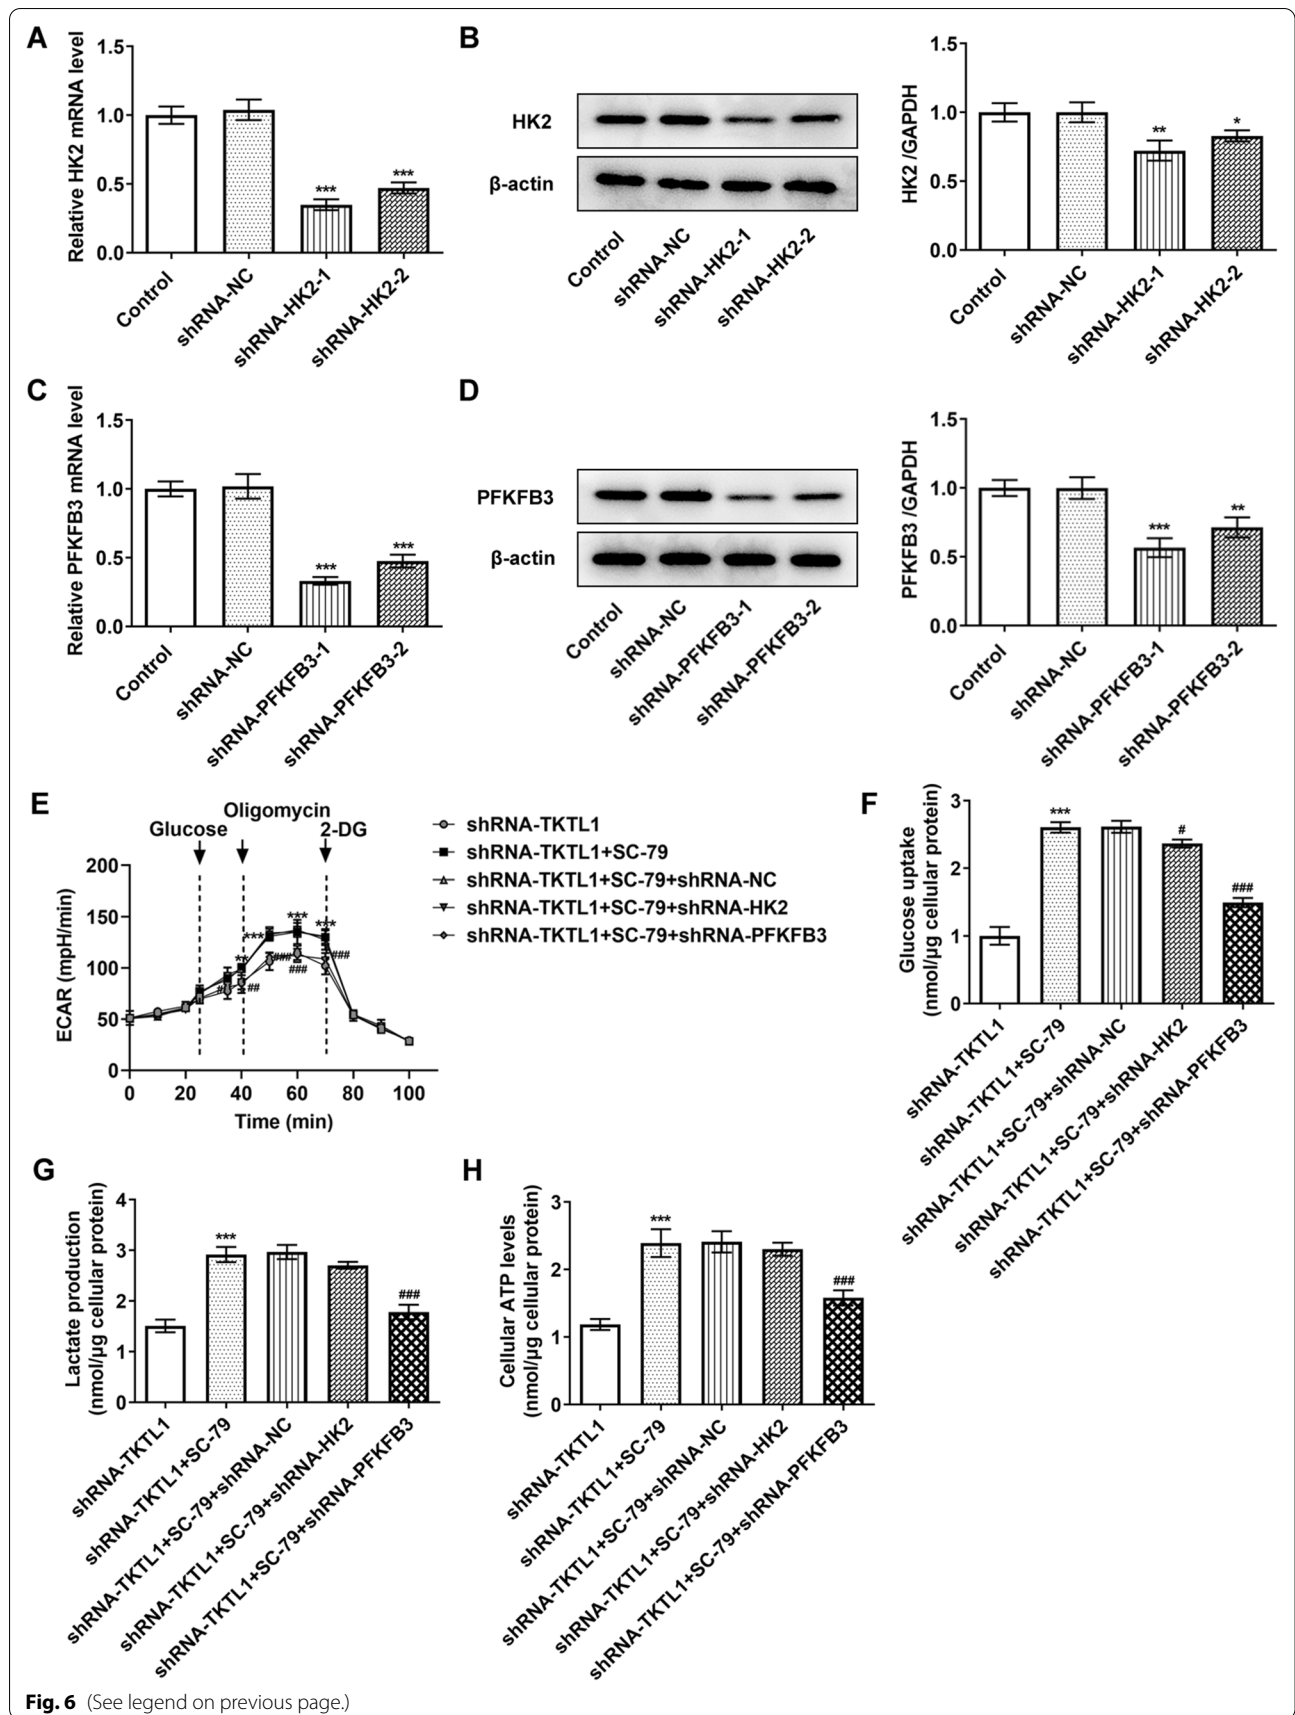 A
Relative HK2 mRNA level
1.5
1.0
0.5
0.0
***
***
Control
shRNA-NC
shRNA-HK2-1
shRNA-HK2-2
B
HK2
β-actin
Control
shRNA-NC
shRNA-HK2-1
shRNA-HK2-2
HK2 /GAPDH
1.5
1.0
0.5
0.0
**
*
Control
shRNA-NC
shRNA-HK2-1
shRNA-HK2-2
C
Relative PFKFB3 mRNA level
1.5
1.0
0.5
0.0
***
***
Control
shRNA-NC
shRNA-PFKFB3-1
shRNA-PFKFB3-2
D
PFKFB3
β-actin
Control
shRNA-NC
shRNA-PFKFB3-1
shRNA-PFKFB3-2
PFKFB3 /GAPDH
1.5
1.0
0.5
0.0
***
**
Control
shRNA-NC
shRNA-PFKFB3-1
shRNA-PFKFB3-2
E
Oligomycin
Glucose
2-DG
ECAR (mpH/min)
200
150
100
50
0
***
***
***
**
###
###
###
##
0
20
40
60
80
100
Time (min)
shRNA-TKTL1
shRNA-TKTL1+SC-79
shRNA-TKTL1+SC-79+shRNA-NC
shRNA-TKTL1+SC-79+shRNA-HK2
shRNA-TKTL1+SC-79+shRNA-PFKFB3
F
Glucose uptake
(nmol/μg cellular protein)
3
2
1
0
***
#
###
shRNA-TKTL1
shRNA-TKTL1+SC-79
shRNA-TKTL1+SC-79+shRNA-NC
shRNA-TKTL1+SC-79+shRNA-HK2
shRNA-TKTL1+SC-79+shRNA-PFKFB3
G
Lactate production
(nmol/μg cellular protein)
4
3
2
1
0
***
###
shRNA-TKTL1
shRNA-TKTL1+SC-79
shRNA-TKTL1+SC-79+shRNA-NC
shRNA-TKTL1+SC-79+shRNA-HK2
shRNA-TKTL1+SC-79+shRNA-PFKFB3
H
Cellular ATP levels
(nmol/μg cellular protein)
3
2
1
0
***
###
shRNA-TKTL1
shRNA-TKTL1+SC-79
shRNA-TKTL1+SC-79+shRNA-NC
shRNA-TKTL1+SC-79+shRNA-HK2
shRNA-TKTL1+SC-79+shRNA-PFKFB3
Fig. 6 (See legend on previous page.)